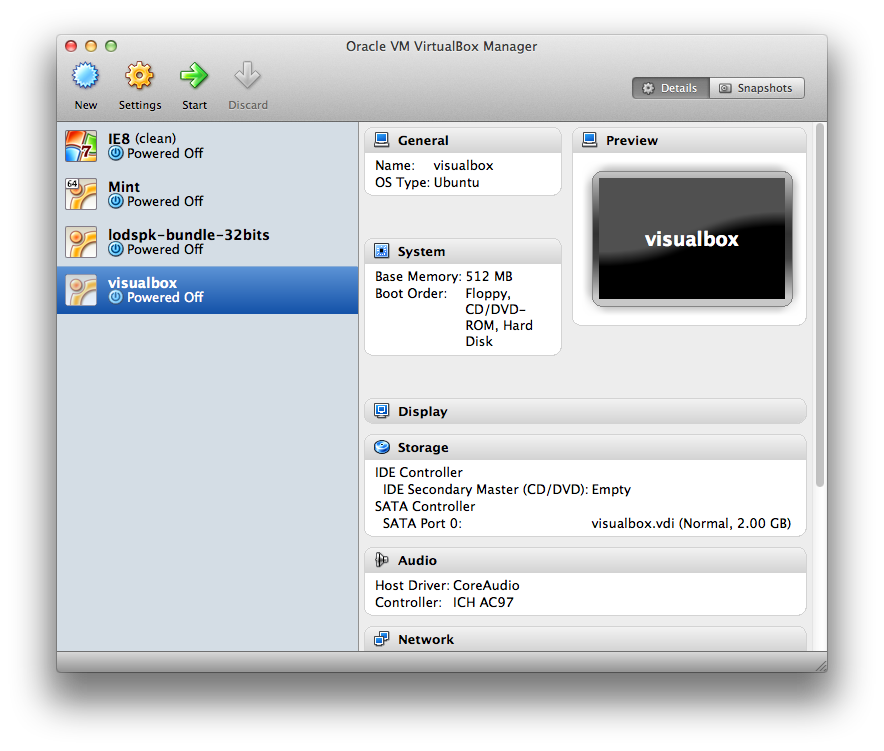 Oracle VM VirtualBox Manager
New Settings Start Discard
Details Snapshots
7 IE8 (clean)
Powered Off
64 Mint
Powered Off
lodspk-bundle-32bits
Powered Off
visualbox
Powered Off
General
Name: visualbox
OS Type: Ubuntu
Preview
visualbox
System
Base Memory: 512 MB
Boot Order: Floppy,
CD/DVD-
ROM, Hard
Disk
Display
Storage
IDE Controller
IDE Secondary Master (CD/DVD): Empty
SATA Controller
SATA Port 0: visualbox.vdi (Normal, 2.00 GB)
Audio
Host Driver: CoreAudio
Controller: ICH AC97
Network